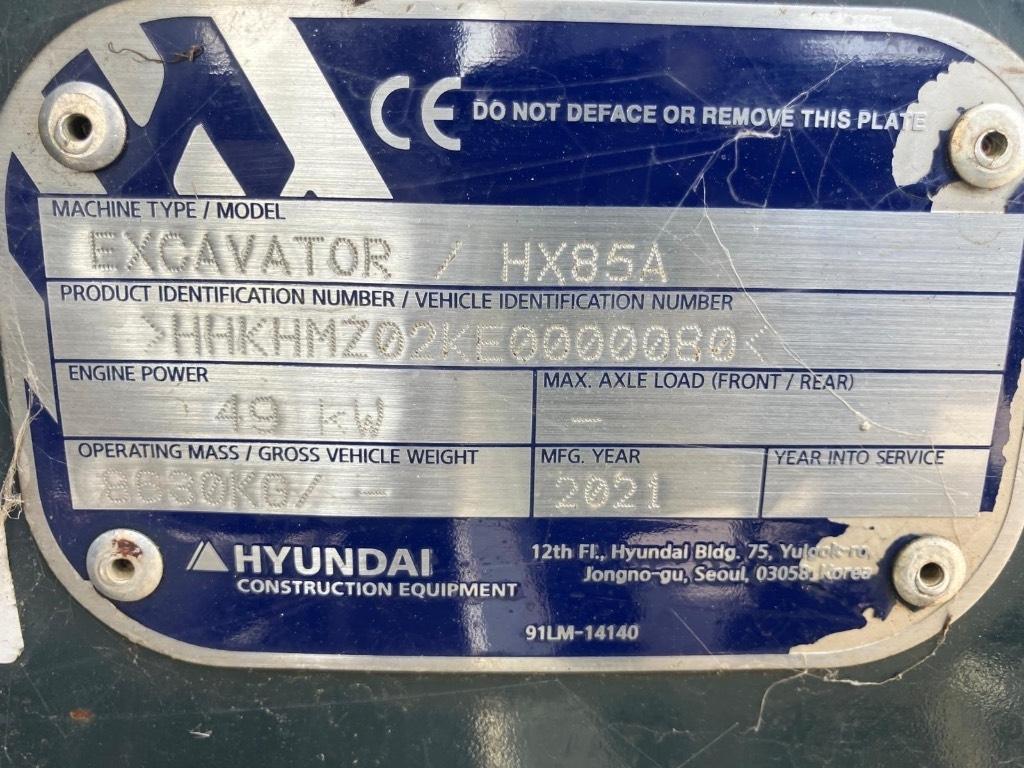 CE DO NOT DEFACE OR REMOVE THIS PLATE
MACHINE TYPE / MODEL
EXCAVATOR / HX85A
PRODUCT IDENTIFICATION NUMBER / VEHICLE IDENTIFICATION NUMBER
>HHKHMZ02KE0000080<
ENGINE POWER
49 kW
MAX. AXLE LOAD (FRONT / REAR)
-
OPERATING MASS / GROSS VEHICLE WEIGHT
/ -
MFG. YEAR
2021
YEAR INTO SERVICE
HYUNDAI
CONSTRUCTION EQUIPMENT
12th Fl., Hyundai Bldg. 75, Yulgok-ro,
Jongno-gu, Seoul, 03058, Korea
91LM-14140